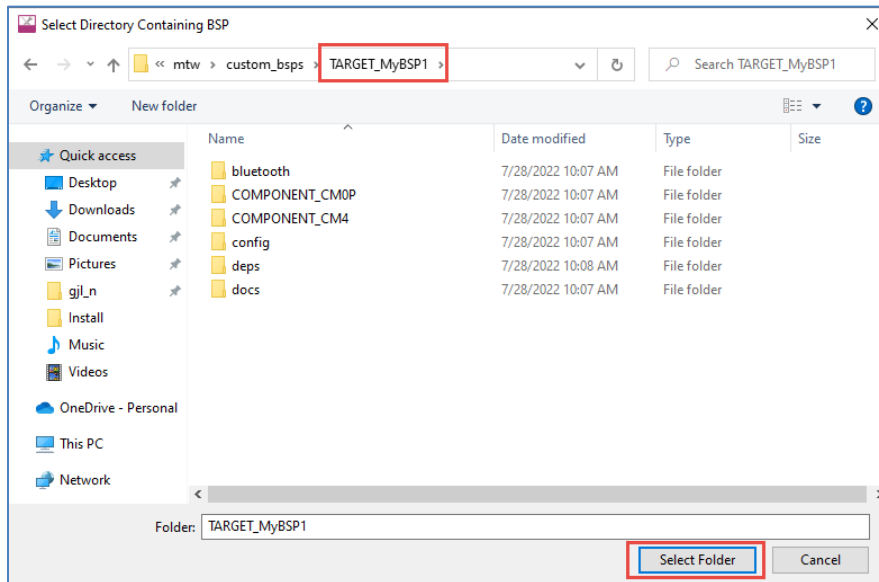 Select Directory Containing BSP
« mtw › custom_bsps › TARGET_MyBSP1 ›
Search TARGET_MyBSP1
Organize
New folder
Name
Date modified
Type
Size
Quick access
Desktop
Downloads
Documents
Pictures
gjl_n
Install
Music
Videos
OneDrive - Personal
This PC
Network
bluetooth 7/28/2022 10:07 AM File folder
COMPONENT_CM0P 7/28/2022 10:07 AM File folder
COMPONENT_CM4 7/28/2022 10:07 AM File folder
config 7/28/2022 10:07 AM File folder
deps 7/28/2022 10:08 AM File folder
docs 7/28/2022 10:07 AM File folder
Folder: TARGET_MyBSP1
Select Folder
Cancel